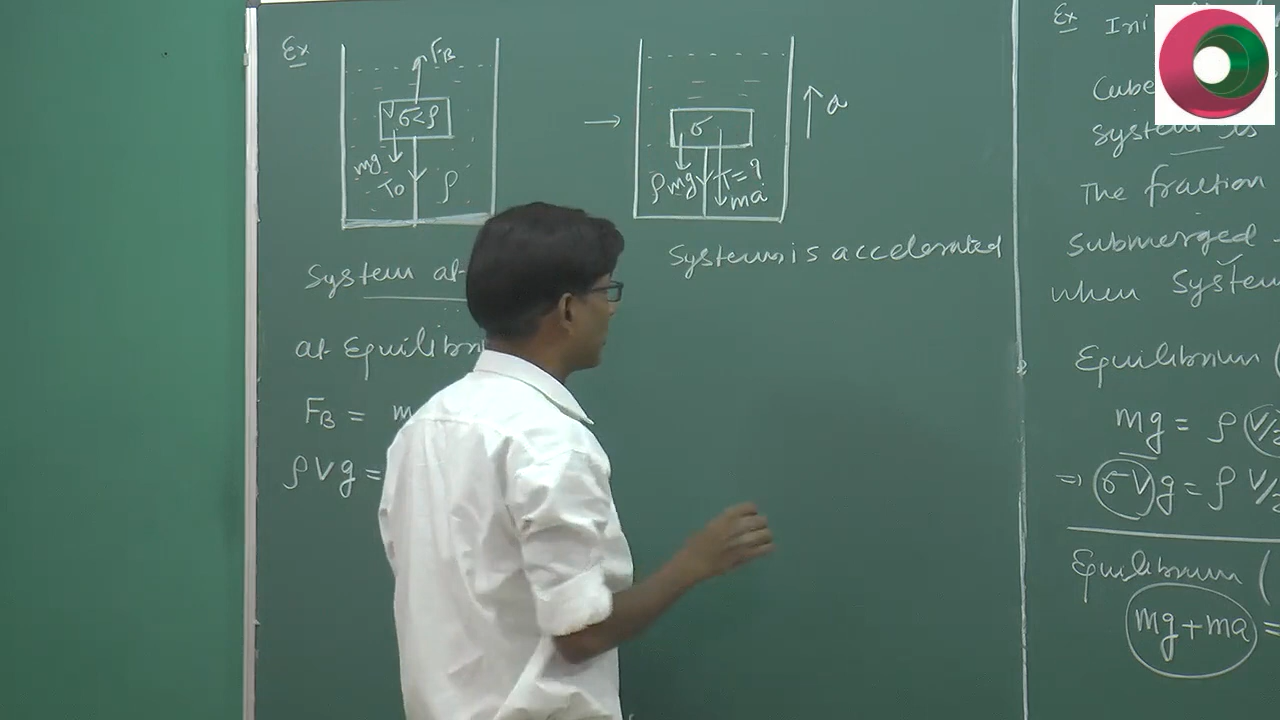 Ex
FB
V σ<ρ
mg
T0
ρ
System at
at Equilibri
FB = m
ρVg =
→
σ
ρ
mg
T=?
ma
↑a
System is accelerated
Ex
Ini
Cube
system is
The fraction
submerged
when System
Equilibrium (
mg = ρ V/2
⇒ σVg = ρ V/2
Equilibrium (
mg+ma =